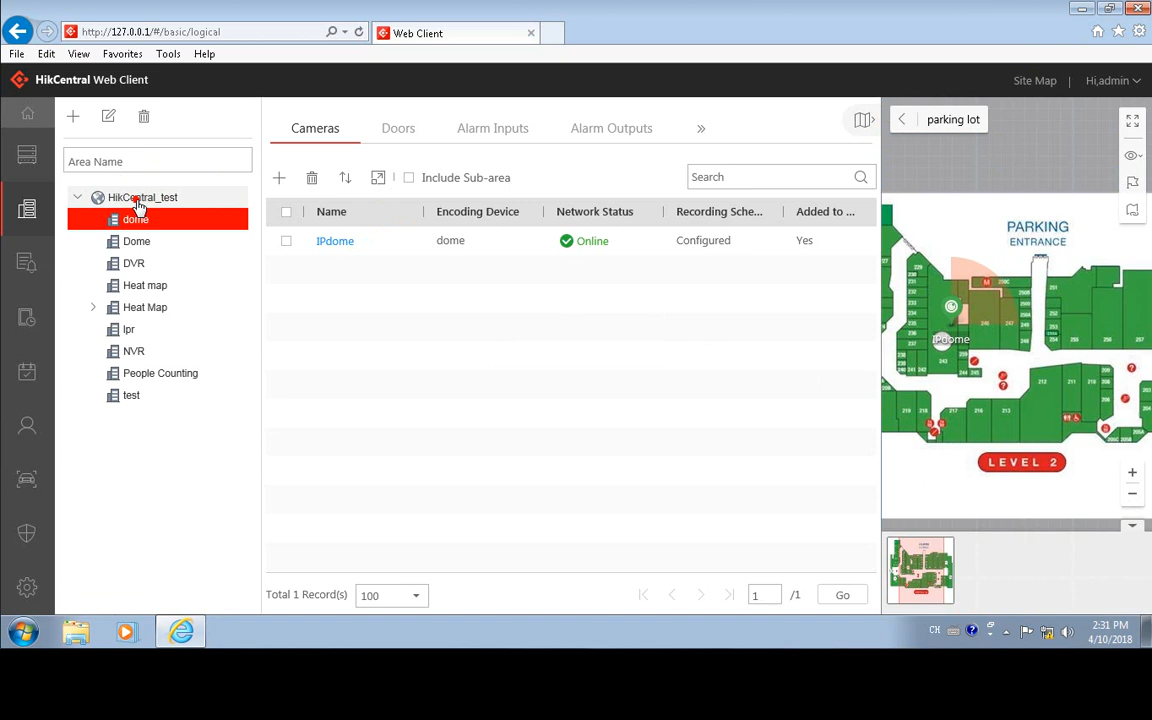 http://127.0.0.1/#/basic/logical
Web Client
File Edit View Favorites Tools Help
HikCentral Web Client
Site Map | Hi,admin
Area Name
HikCentral_test
dome
Dome
DVR
Heat map
Heat Map
lpr
NVR
People Counting
test
Cameras Doors Alarm Inputs Alarm Outputs
Include Sub-area
Search
Name Encoding Device Network Status Recording Sche... Added to ...
IPdome dome Online Configured Yes
Total 1 Record(s) 100 1 /1 Go
parking lot
PARKING
ENTRANCE
IPdome
LEVEL 2
CH
2:31 PM
4/10/2018